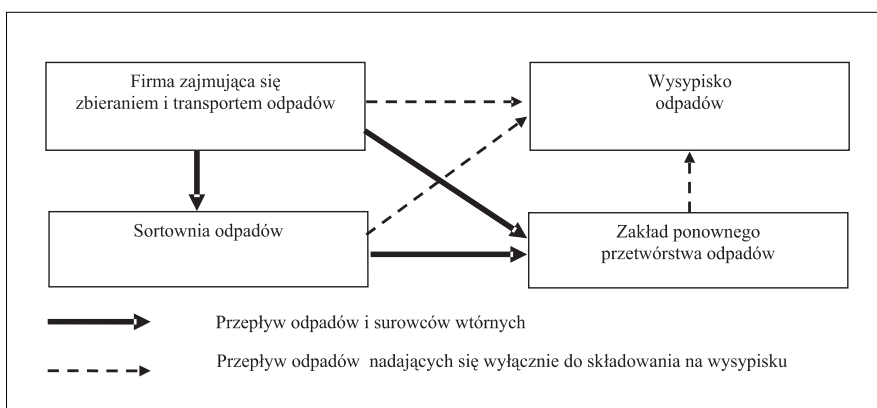 Firma zajmująca się
zbieraniem i transportem odpadów
Wysypisko
odpadów
Sortownia odpadów
Zakład ponownego
przetwórstwa odpadów
Przepływ odpadów i surowców wtórnych
Przepływ odpadów nadających się wyłącznie do składowania na wysypisku